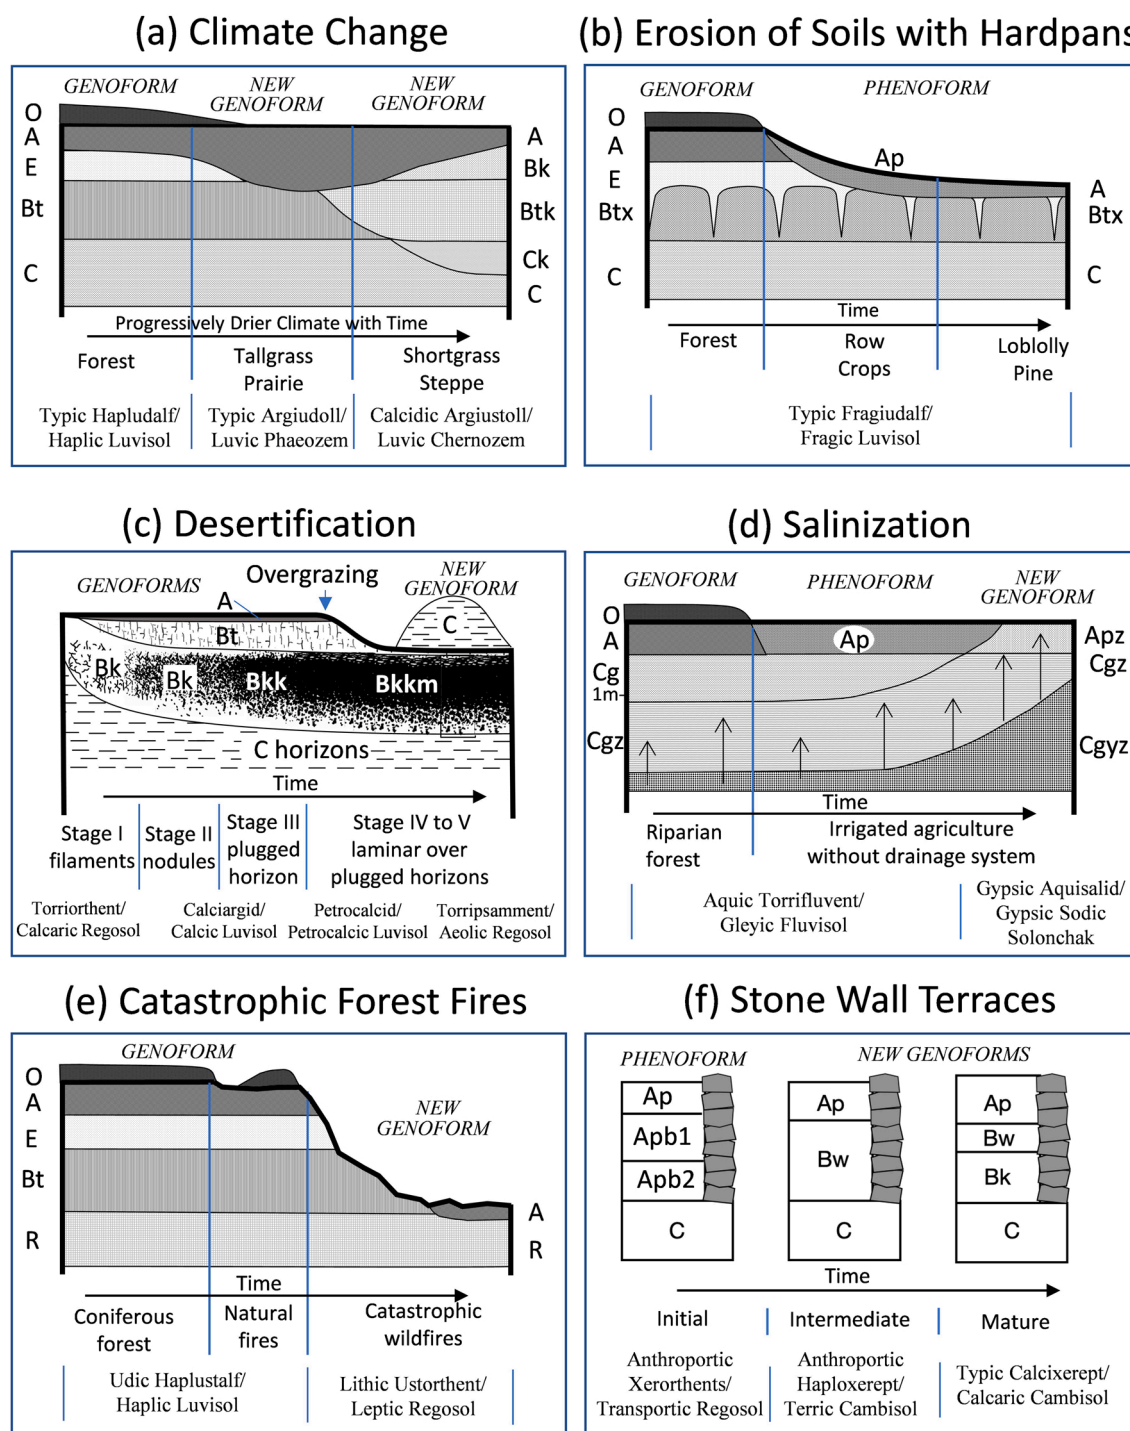 (a) Climate Change
GENOFORM
NEW
GENOFORM
NEW
GENOFORM
O
A
E
Bt
C
A
Bk
Btk
Ck
C
Progressively Drier Climate with Time
Forest
Tallgrass
Prairie
Shortgrass
Steppe
Typic Hapludalf/
Haplic Luvisol
Typic Argiudoll/
Luvic Phaeozem
Calcidic Argiustoll/
Luvic Chernozem
(b) Erosion of Soils with Hardpans
GENOFORM
PHENOFORM
O
A
E
Btx
C
Ap
A
Btx
C
Time
Forest
Row
Crops
Loblolly
Pine
Typic Fragiudalf/
Fragic Luvisol
(c) Desertification
GENOFORMS
Overgrazing
NEW
GENOFORM
A
Bt
C
Bk
Bk
Bkk
Bkkm
C horizons
Time
Stage I
filaments
Stage II
nodules
Stage III
plugged
horizon
Stage IV to V
laminar over
plugged horizons
Torriorthent/
Calcaric Regosol
Calciargid/
Calcic Luvisol
Petrocalcid/
Petrocalcic Luvisol
Torripsamment/
Aeolic Regosol
(d) Salinization
GENOFORM
PHENOFORM
NEW
GENOFORM
O
A
Cg
1m
Cgz
Ap
Apz
Cgz
Cgyz
Time
Riparian
forest
Irrigated agriculture
without drainage system
Aquic Torrifluvent/
Gleyic Fluvisol
Gypsic Aquisalid/
Gypsic Sodic
Solonchak
(e) Catastrophic Forest Fires
GENOFORM
NEW
GENOFORM
O
A
E
Bt
R
A
R
Time
Coniferous
forest
Natural
fires
Catastrophic
wildfires
Udic Haplustalf/
Haplic Luvisol
Lithic Ustorthent/
Leptic Regosol
(f) Stone Wall Terraces
PHENOFORM
NEW GENOFORMS
Ap
Apb1
Apb2
C
Ap
Bw
C
Ap
Bw
Bk
C
Time
Initial
Intermediate
Mature
Anthroportic
Xerorthents/
Transportic Regosol
Anthroportic
Haploxerept/
Terric Cambisol
Typic Calcixerept/
Calcaric Cambisol